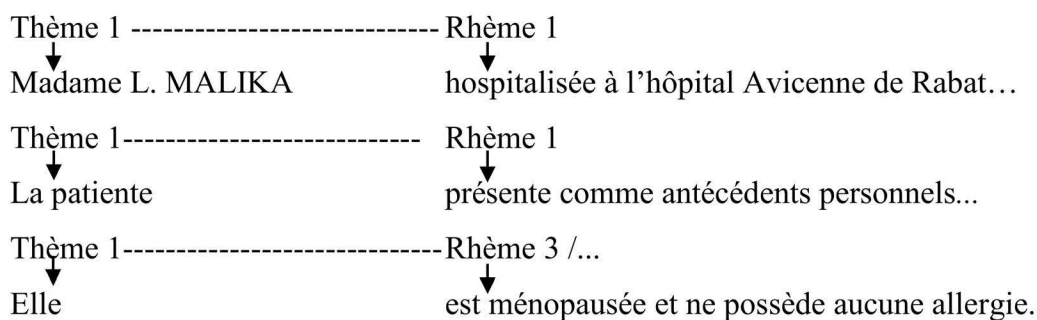 Thème 1 ----------------------------- Rhème 1
Madame L. MALIKA hospitalisée à l’hôpital Avicenne de Rabat…
Thème 1---------------------------- Rhème 1
La patiente présente comme antécédents personnels...
Thème 1------------------------------ Rhème 3 /...
Elle est ménopausée et ne possède aucune allergie.